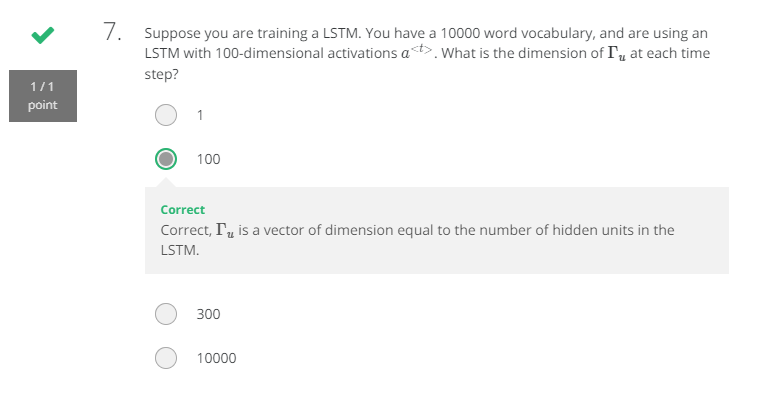 7. Suppose you are training a LSTM. You have a 10000 word vocabulary, and are using an
LSTM with 100-dimensional activations a<t>. What is the dimension of Γu at each time
step?
1 / 1
point
1
100
Correct
Correct, Γu is a vector of dimension equal to the number of hidden units in the
LSTM.
300
10000